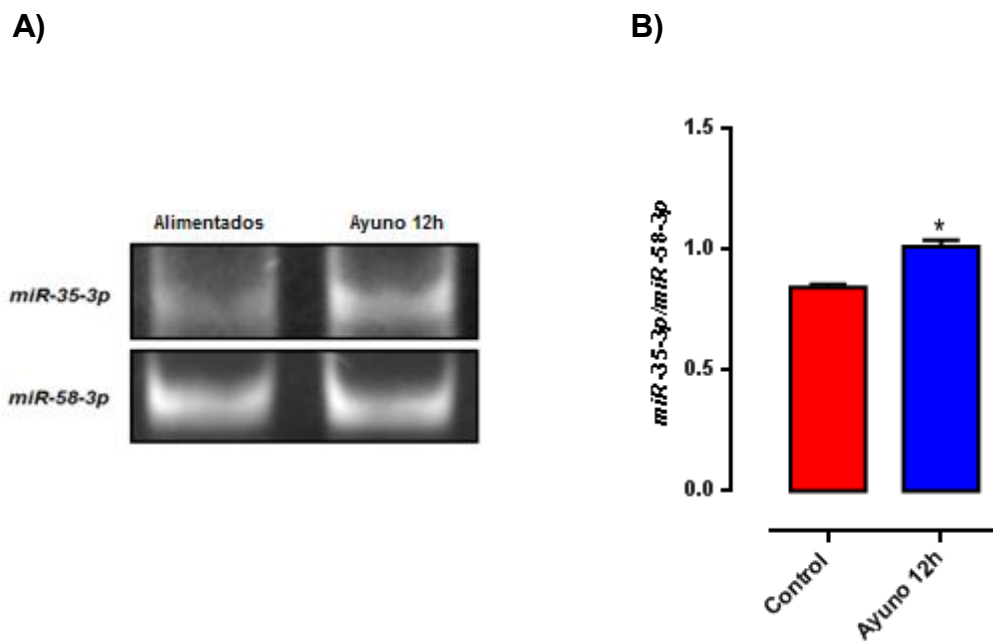 A)
B)
Alimentados Ayuno 12h
miR-35-3p
miR-58-3p
miR-35-3p/miR-58-3p
1.5
1.0
0.5
0.0
*
Control
Ayuno 12h